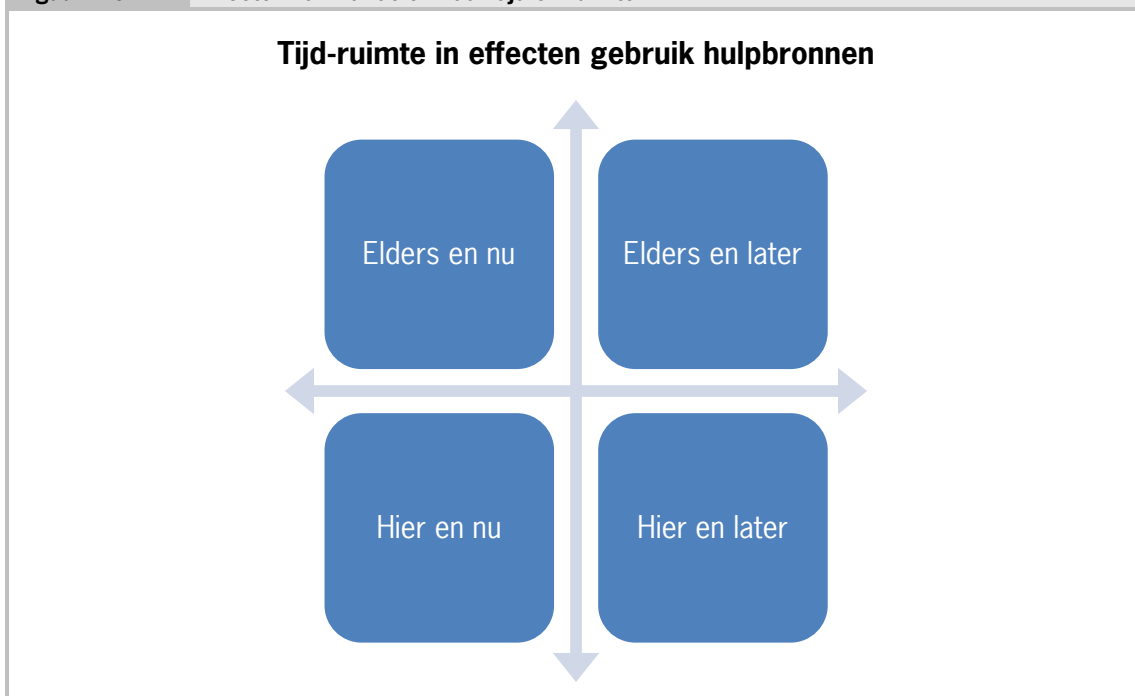 Tijd-ruimte in effecten gebruik hulpbronnen
Elders en nu
Elders en later
Hier en nu
Hier en later